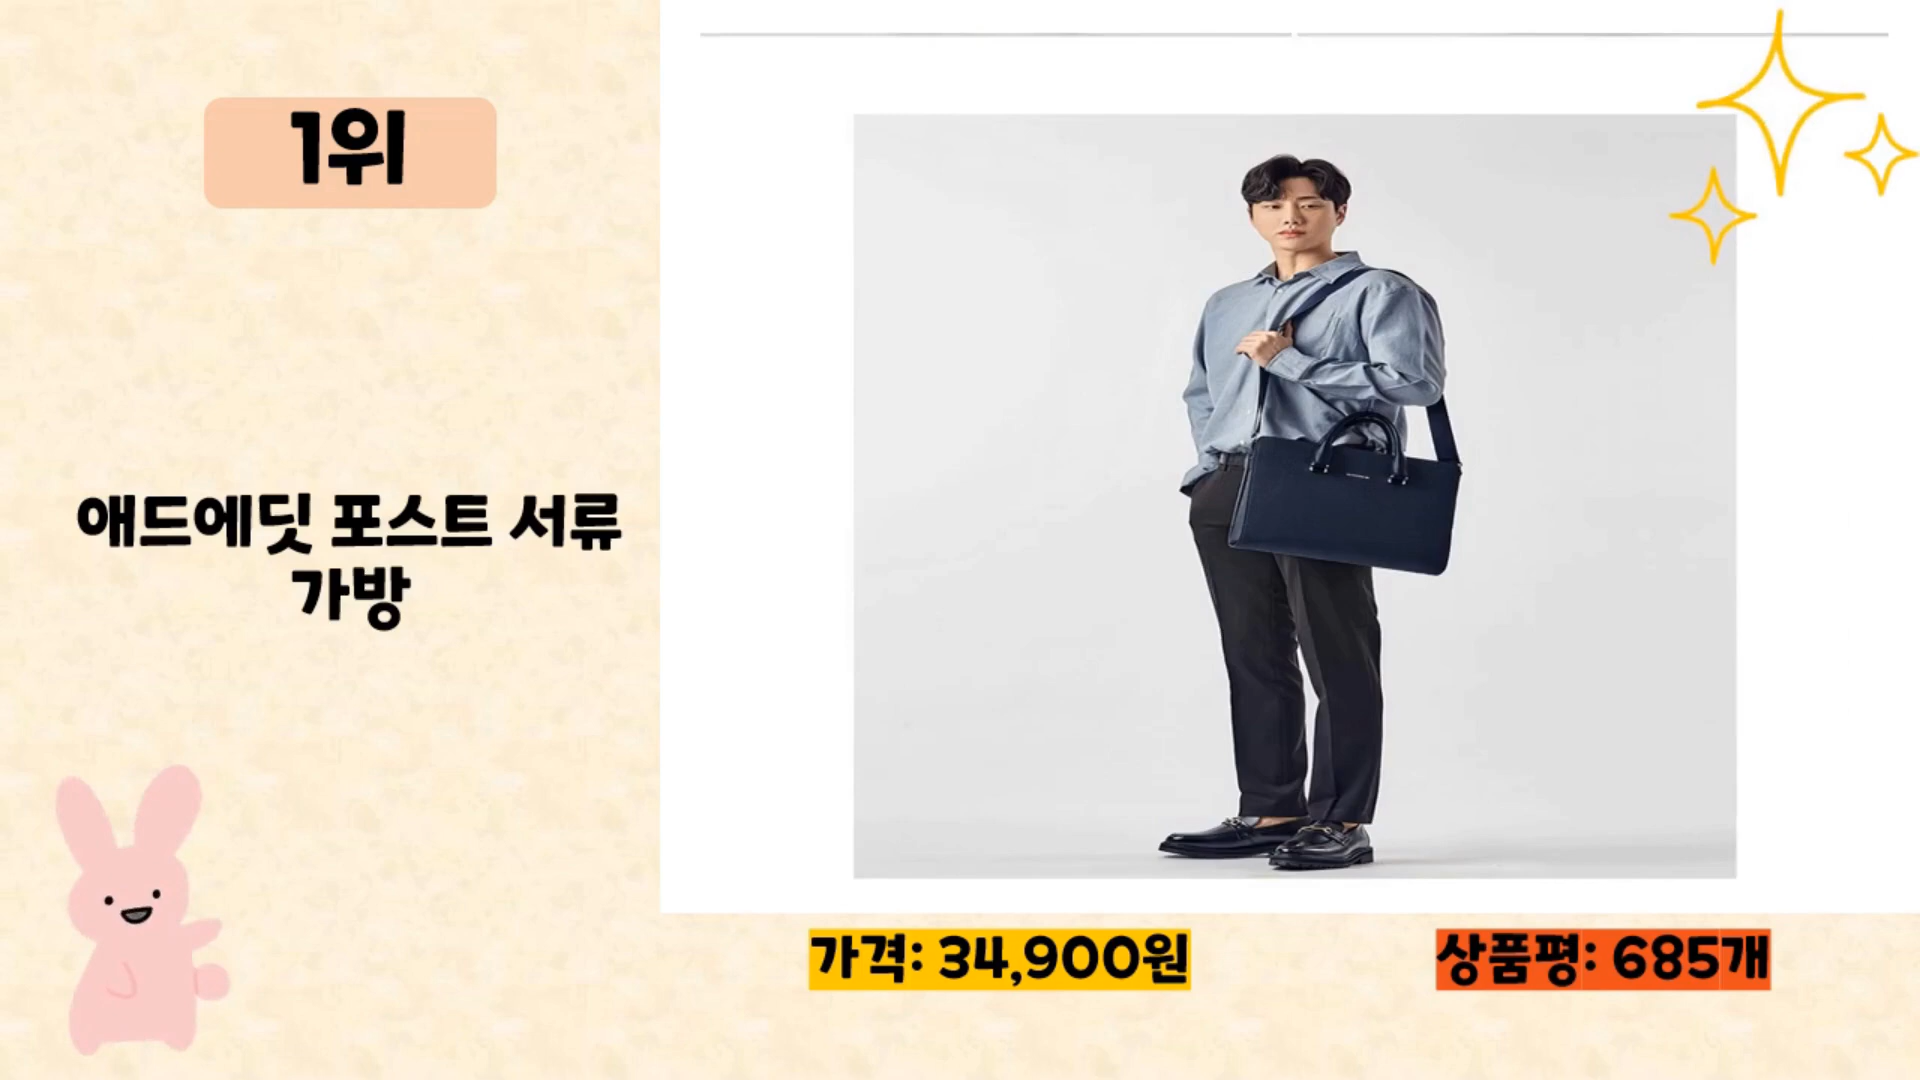 1위
애드에딧 포스트 서류
가방
가격: 34,900원
상품평: 685개